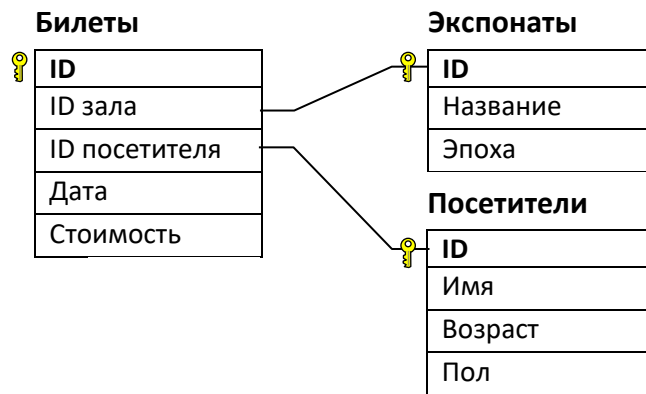 Билеты
ID
ID зала
ID посетителя
Дата
Стоимость
Экспонаты
ID
Название
Эпоха
Посетители
ID
Имя
Возраст
Пол